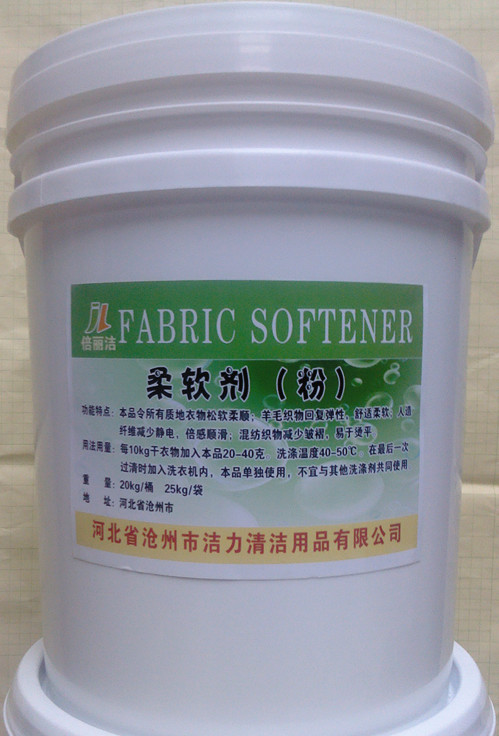 JL
倍丽洁
FABRIC SOFTENER
柔软剂（粉）
功能特点：本品令所有质地衣物松软柔顺；羊毛织物回复弹性，舒适柔软。人造
纤维减少静电，倍感顺滑；混纺织物减少皱褶，易于烫平
用法用量：每10kg干衣物加入本品20-40克。洗涤温度40-50℃，在最后一次
过清时加入洗衣机内，本品单独使用，不宜与其他洗涤剂共同使用
重　　量：20kg/桶　25kg/袋
地　　址：河北省沧州市
河北省沧州市洁力清洁用品有限公司